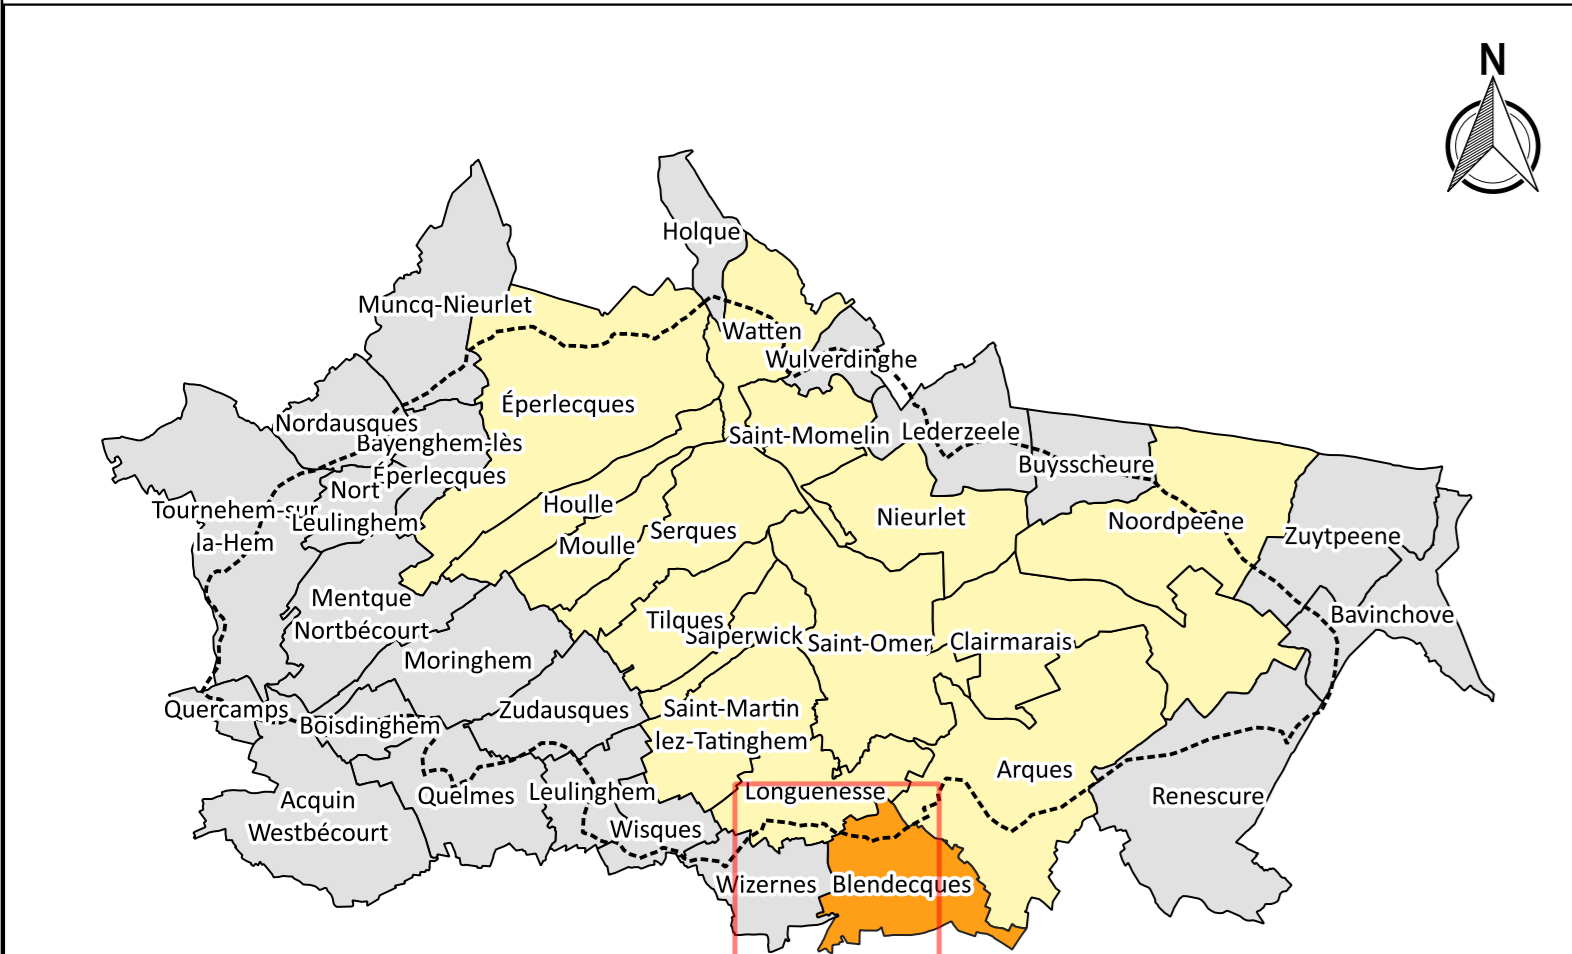 N
Holque
Muncq-Nieurlet
Watten
Wulverdinghe
Éperlecques
Nordausques
Bayenghem-lès
Éperlecques
Saint-Momelin
Lederzeele
Buysscheure
Nort
Leulinghem
Tournehem-sur
la-Hem
Houlle
Moulle
Serques
Nieurlet
Noordpeene
Zuytpeene
Bavinchove
Mentque
Nortbécourt
Tilques
Salperwick
Saint-Omer
Clairmarais
Moringhem
Quercamps
Boisdinghem
Zudausques
Saint-Martin
lez-Tatinghem
Arques
Renescure
Acquin
Westbécourt
Quelmes
Leulinghem
Longuenesse
Wisques
Wizernes
Blendecques